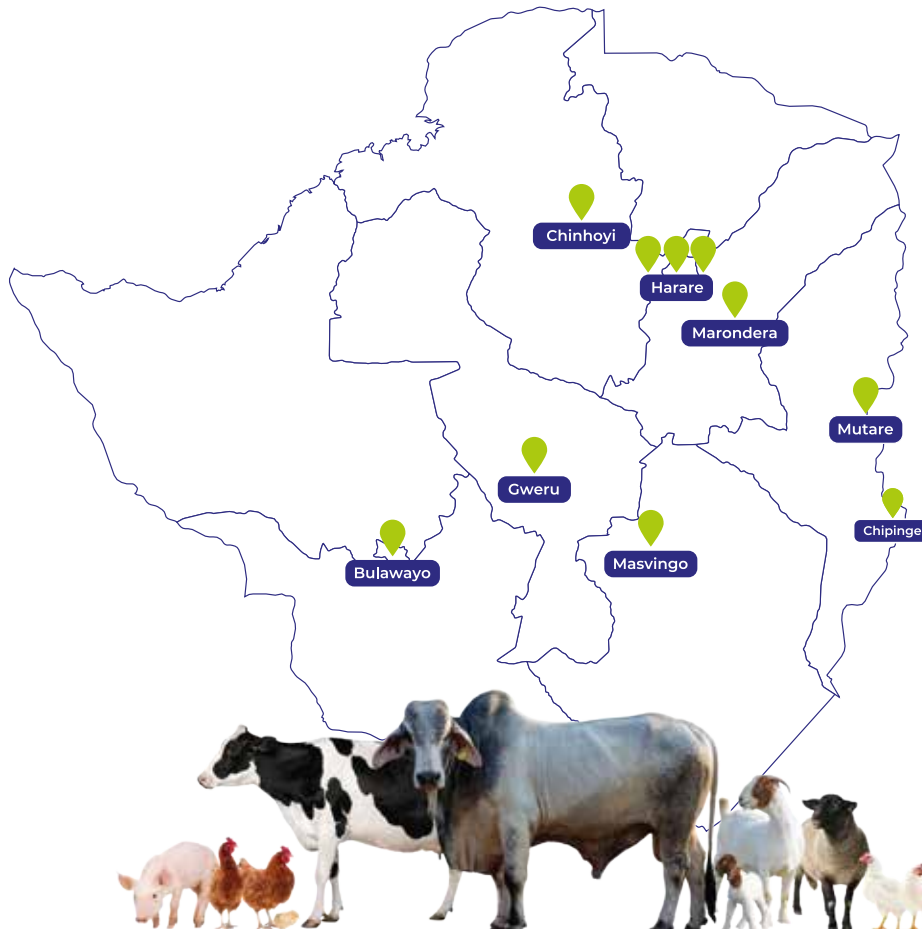 Chinhoyi
Harare
Marondera
Mutare
Gweru
Chipinge
Masvingo
Bulawayo